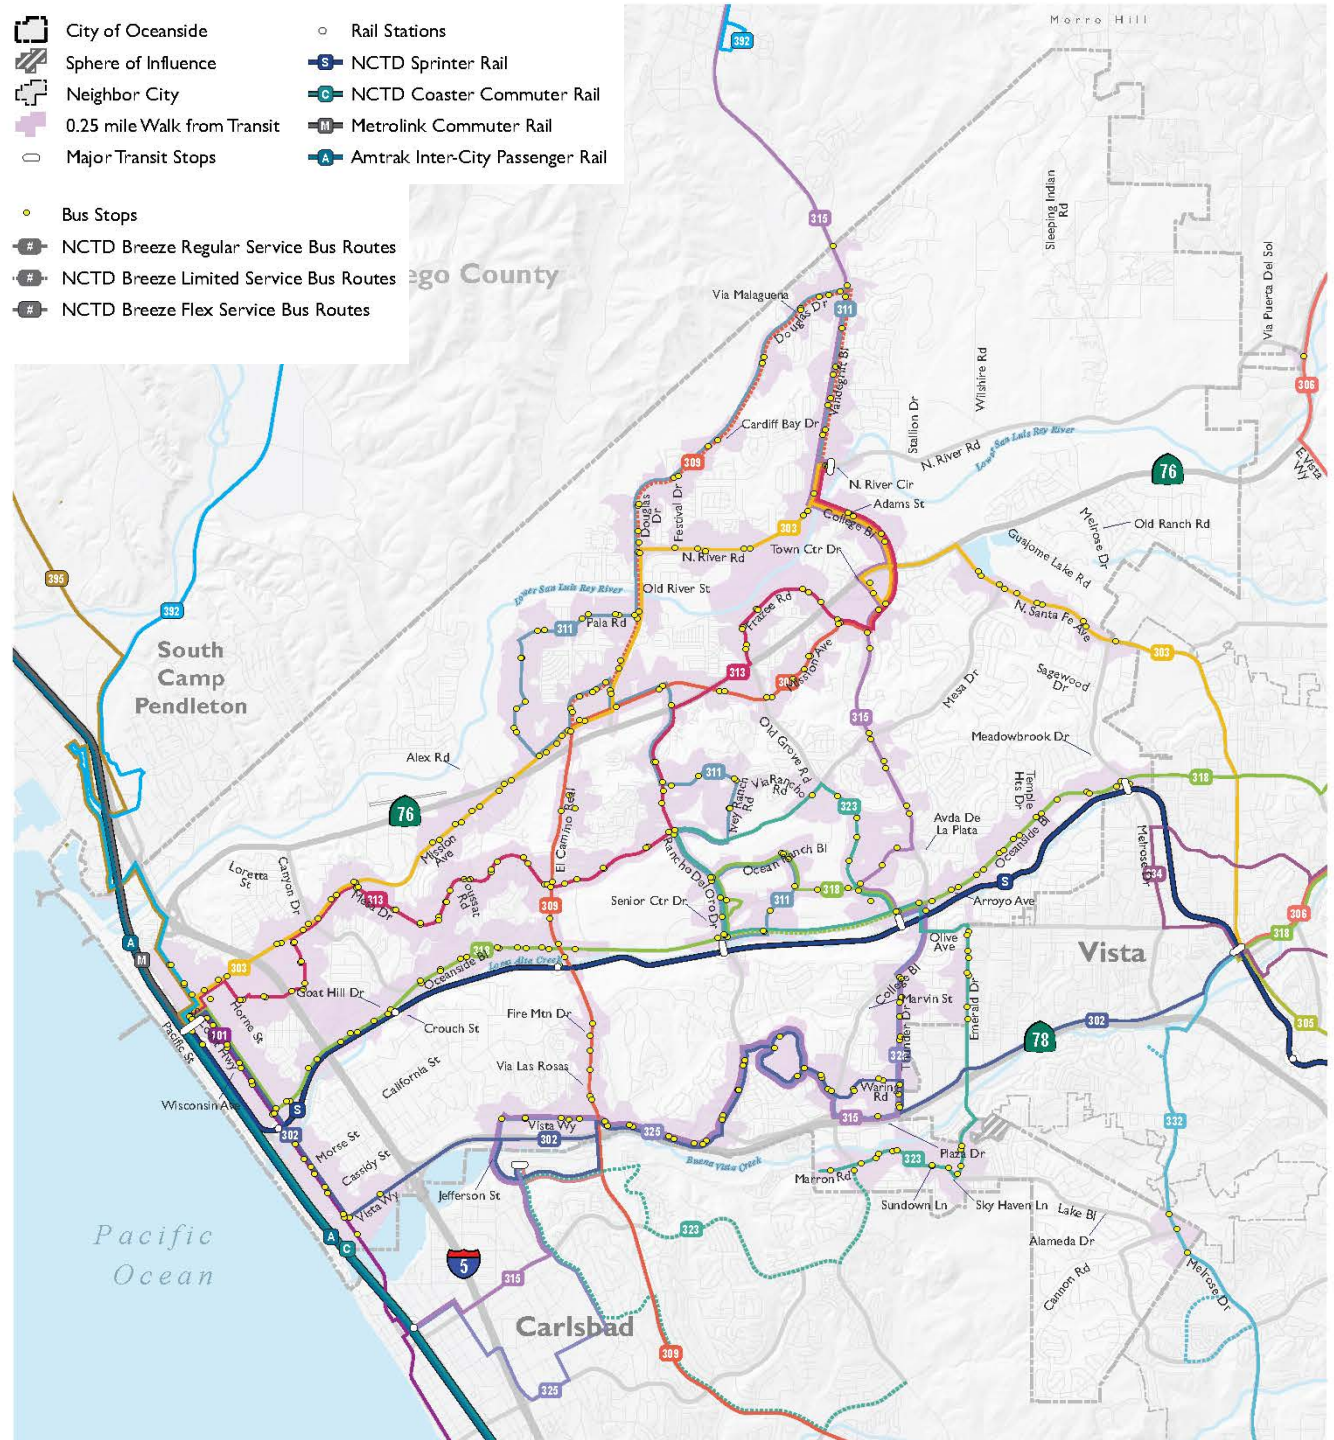 City of Oceanside
Sphere of Influence
Neighbor City
0.25 mile Walk from Transit
Major Transit Stops
Rail Stations
S NCTD Sprinter Rail
C NCTD Coaster Commuter Rail
M Metrolink Commuter Rail
A Amtrak Inter-City Passenger Rail
Bus Stops
# NCTD Breeze Regular Service Bus Routes
# NCTD Breeze Limited Service Bus Routes
# NCTD Breeze Flex Service Bus Routes
ego County
Morro Hill
392
Sleeping Indian
Rd
315
Via Puerta Del Sol
Via Malaguena
Douglas Dr
311
Vandegrift Bl
Wilshire Rd
306
Stallion Dr
Cardiff Bay Dr
Lower San Luis Rey River
N. River Rd
E Vista
Wy
76
309
N. River Cir
Adams St
Douglas
Dr
Festival Dr
303
College Bl
Melrose Dr
Old Ranch Rd
Town Ctr Dr
Guajome Lake Rd
N. River Rd
395
392
Lower San Luis Rey River
Old River St
Frazee Rd
N. Santa Fe Ave
311
Pala Rd
303
South
Camp
Pendleton
313
Mission Ave
Sagewood
Dr
Mesa Dr
315
Old Grove Rd
Meadowbrook Dr
Alex Rd
311
Via Rancho
Rd
Ivey Ranch
Rd
Temple
Hts Dr
318
76
323
El Camino Real
Avda De
La Plata
Oceanside Bl
Mission
Ave
Rancho Del Oro Dr
Ocean Ranch Bl
Loretta
St
Canyon Dr
Melrose Dr
334
S
313
Mesa Dr
Foussat
Rd
318
311
Senior Ctr Dr
309
Arroyo Ave
306
318
A
M
303
318
Loma Alta Creek
Oceanside Bl
Olive
Ave
Vista
Goat Hill Dr
College Bl
Emerald Dr
Marvin St
Horne St
Fire Mtn Dr
Crouch St
302
305
Pacific St
101
Thunder Dr
78
Via Las Rosas
California St
Waring
Rd
Wisconsin Ave
S
302
315
332
Vista Wy
302
325
Morse St
Cassidy St
Plaza Dr
Buena Vista Creek
323
Marron Rd
Jefferson St
Vista Wy
Sundown Ln
Sky Haven Ln
Lake Bl
Alameda Dr
Pacific
Ocean
A
C
323
5
315
Cannon Rd
Melrose Dr
Carlsbad
309
325